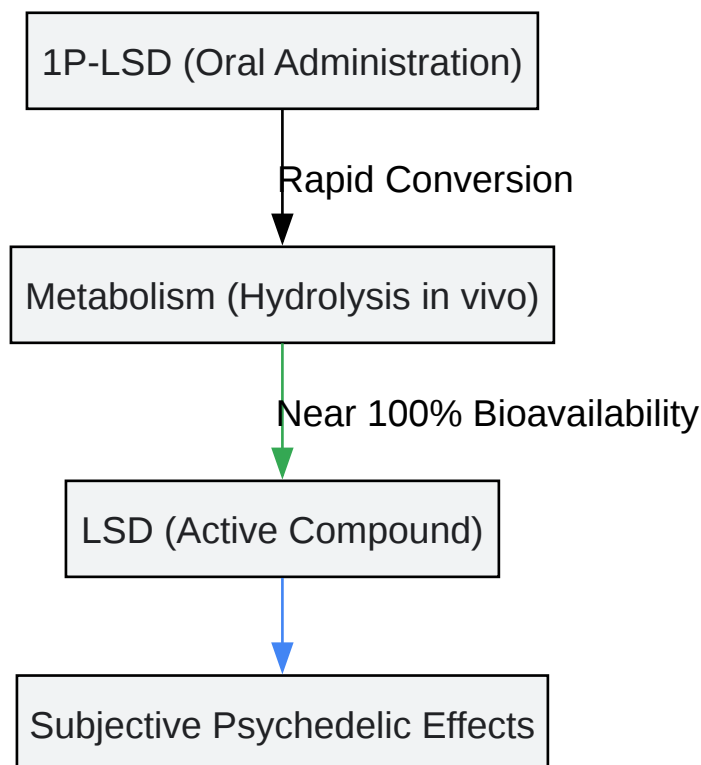 1P-LSD (Oral Administration)
Rapid Conversion
Metabolism (Hydrolysis in vivo)
Near 100% Bioavailability
LSD (Active Compound)
Subjective Psychedelic Effects